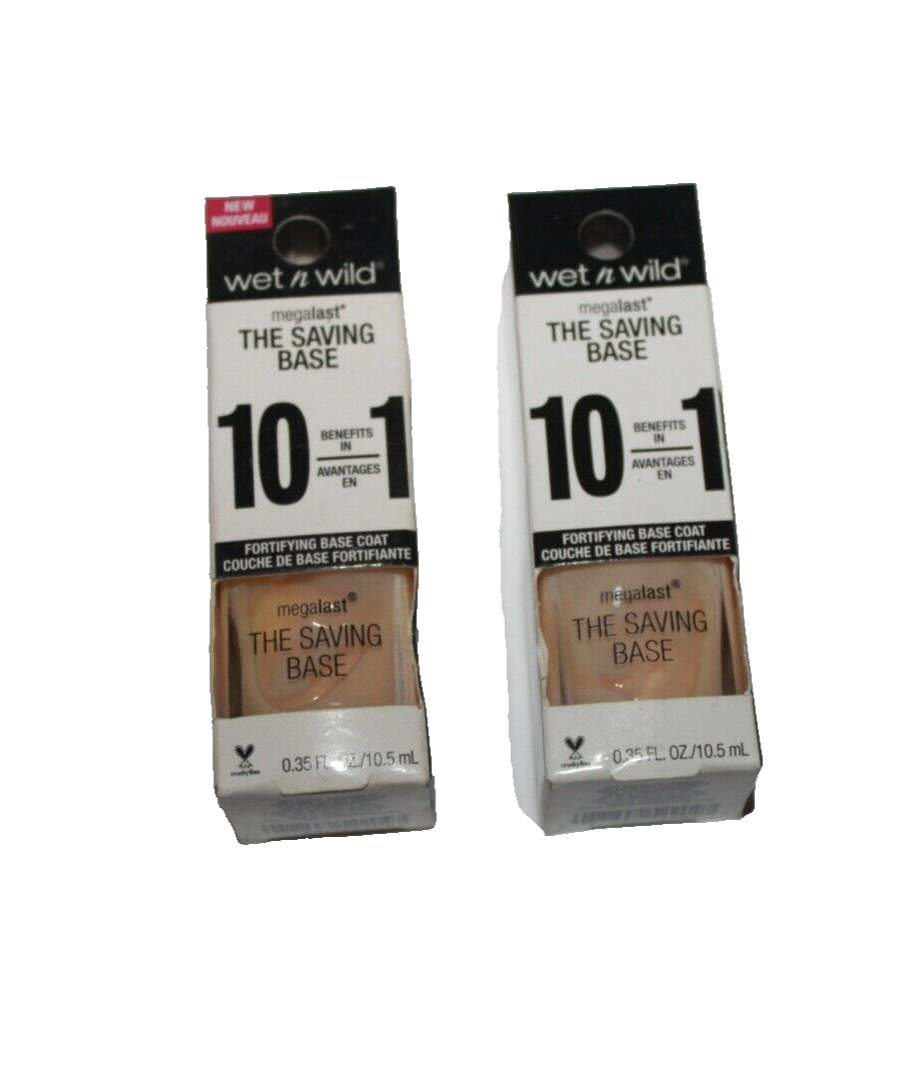 NEW
NOUVEAU
wet n wild®
megalast®
THE SAVING
BASE
10
BENEFITS
IN
AVANTAGES
EN
1
FORTIFYING BASE COAT
COUCHE DE BASE FORTIFIANTE
megalast®
THE SAVING
BASE
crueltyfree
0.35 FL. OZ./10.5 mL
wet n wild®
megalast®
THE SAVING
BASE
10
BENEFITS
IN
AVANTAGES
EN
1
FORTIFYING BASE COAT
COUCHE DE BASE FORTIFIANTE
megalast®
THE SAVING
BASE
crueltyfree
0.35 FL. OZ./10.5 mL